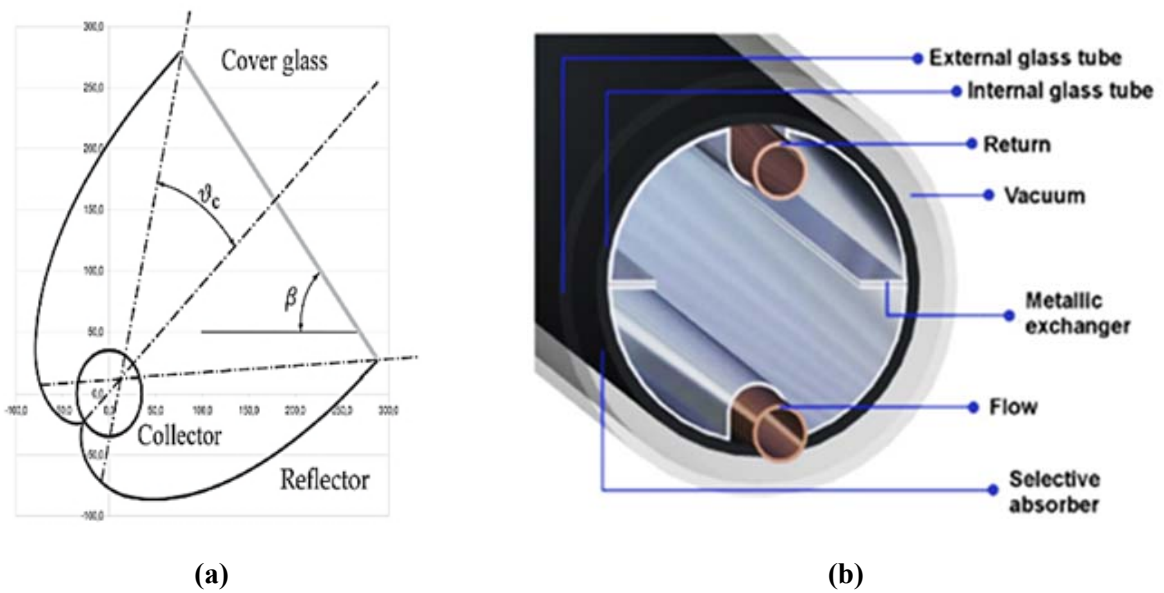 300,0
Cover glass
250,0
200,0
ϑc
150,0
100,0
β
50,0
0,0
-100,0 0,0 50,0 100,0 150,0 200,0 250,0 300,0
Collector
-50,0
Reflector
-100,0
(a)
External glass tube
Internal glass tube
Return
Vacuum
Metallic
exchanger
Flow
Selective
absorber
(b)